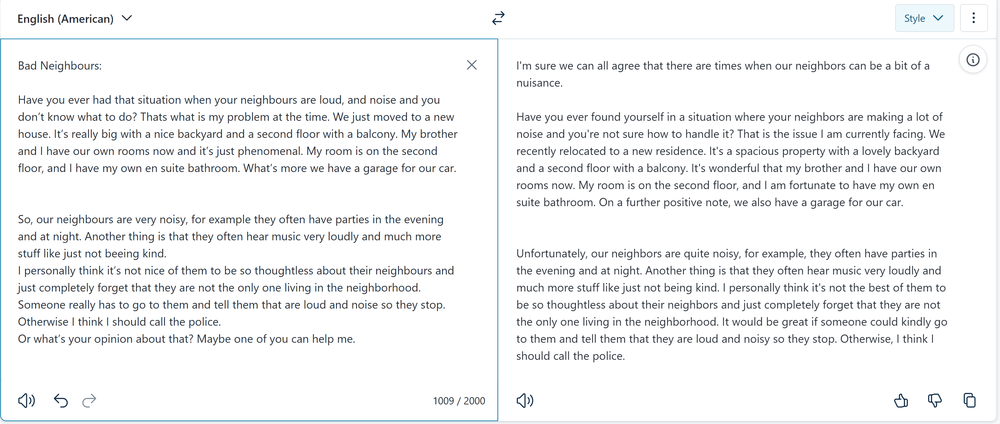 English (American)
Style
Bad Neighbours:
Have you ever had that situation when your neighbours are loud, and noise and you
don’t know what to do? Thats what is my problem at the time. We just moved to a new
house. It’s really big with a nice backyard and a second floor with a balcony. My brother
and I have our own rooms now and it’s just phenomenal. My room is on the second
floor, and I have my own en suite bathroom. What’s more we have a garage for our car.
So, our neighbours are very noisy, for example they often have parties in the evening
and at night. Another thing is that they often hear music very loudly and much more
stuff like just not beeing kind.
I personally think it’s not nice of them to be so thoughtless about their neighbours and
just completely forget that they are not the only one living in the neighborhood.
Someone really has to go to them and tell them that are loud and noise so they stop.
Otherwise I think I should call the police.
Or what’s your opinion about that? Maybe one of you can help me.
1009 / 2000
I'm sure we can all agree that there are times when our neighbors can be a bit of a
nuisance.
Have you ever found yourself in a situation where your neighbors are making a lot of
noise and you're not sure how to handle it? That is the issue I am currently facing. We
recently relocated to a new residence. It's a spacious property with a lovely backyard
and a second floor with a balcony. It's wonderful that my brother and I have our own
rooms now. My room is on the second floor, and I am fortunate to have my own en
suite bathroom. On a further positive note, we also have a garage for our car.
Unfortunately, our neighbors are quite noisy, for example, they often have parties in
the evening and at night. Another thing is that they often hear music very loudly and
much more stuff like just not being kind. I personally think it's not the best of them to
be so thoughtless about their neighbors and just completely forget that they are not
the only one living in the neighborhood. It would be great if someone could kindly go
to them and tell them that they are loud and noisy so they stop. Otherwise, I think I
should call the police.